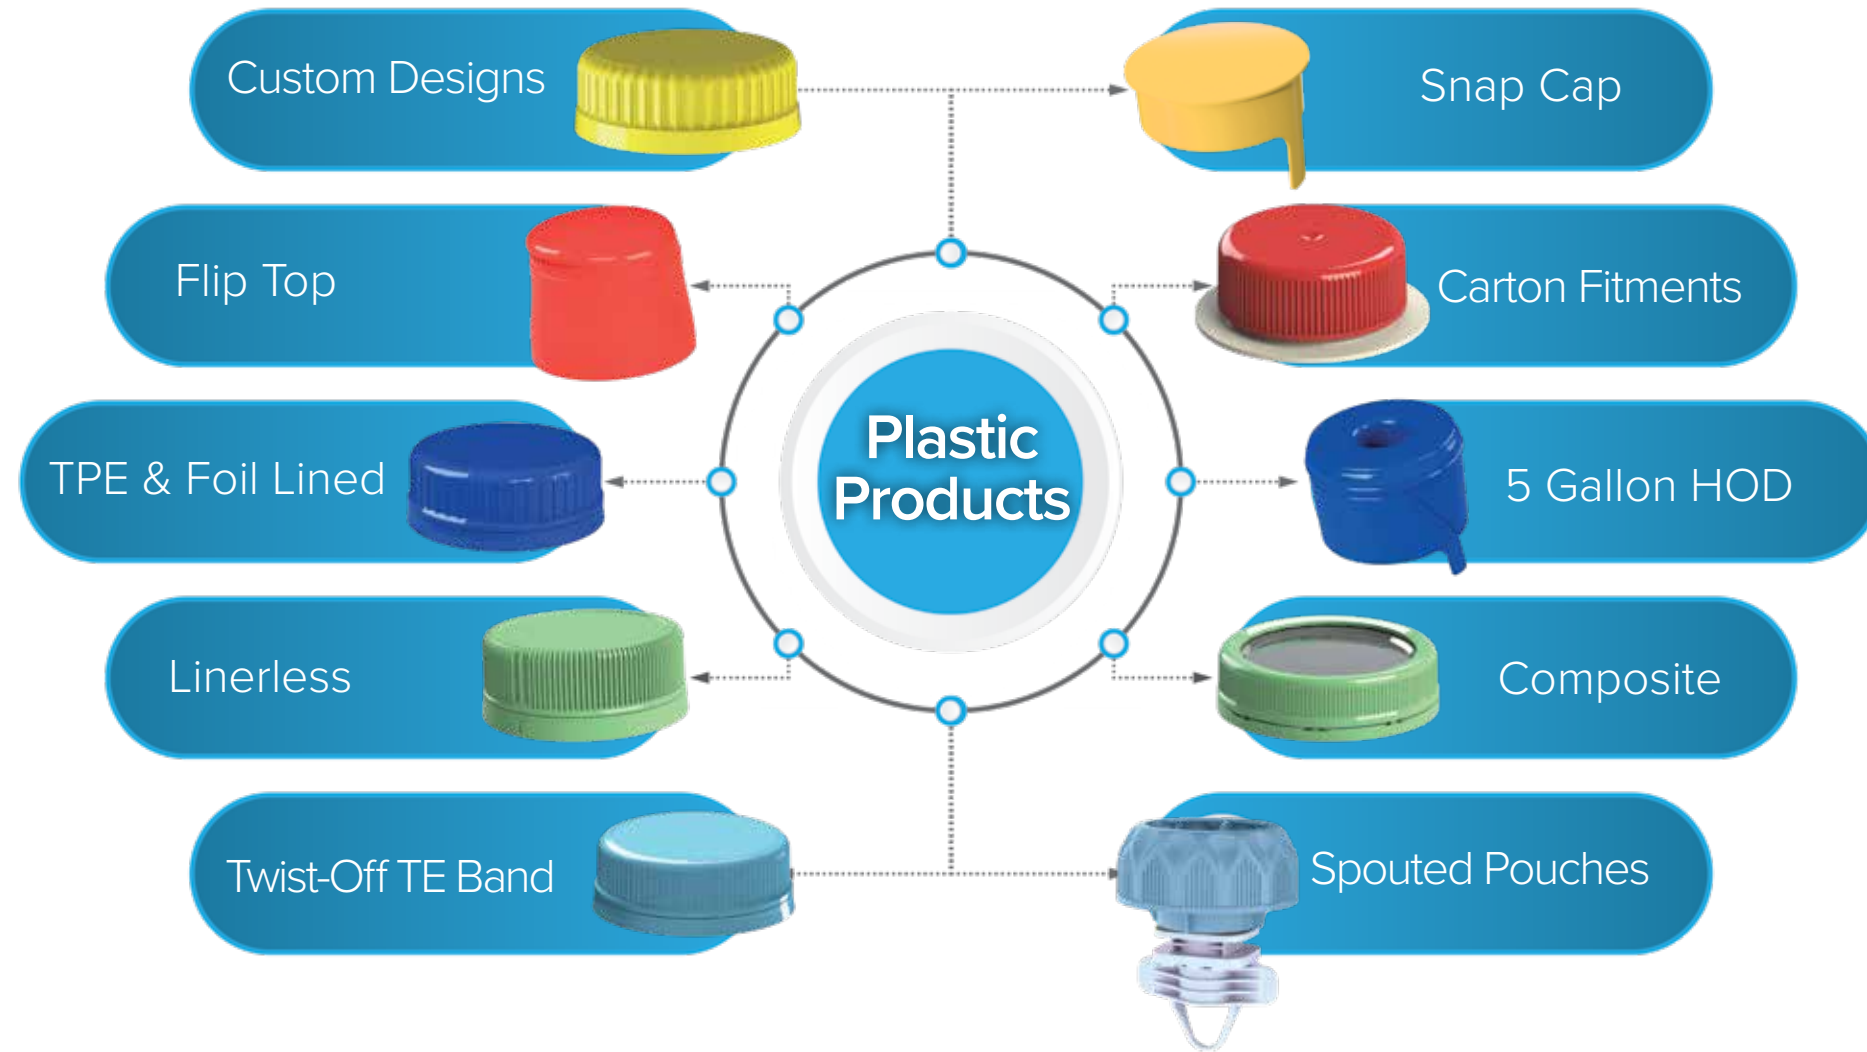 Custom Designs
Snap Cap
Flip Top
Carton Fitments
Plastic
Products
TPE & Foil Lined
5 Gallon HOD
Linerless
Composite
Twist-Off TE Band
Spouted Pouches